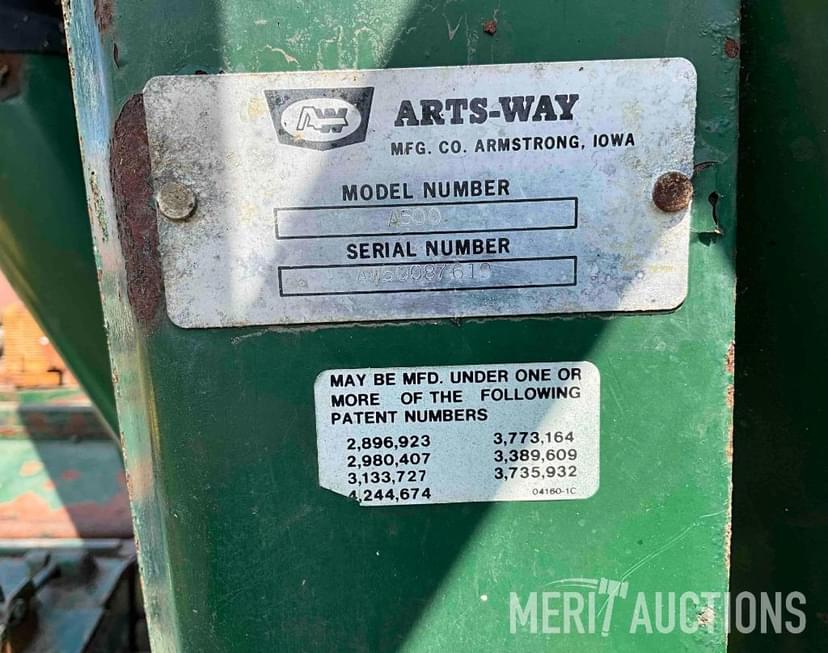 AW
ARTS-WAY
MFG. CO. ARMSTRONG, IOWA
MODEL NUMBER
A500
SERIAL NUMBER
MAY BE MFD. UNDER ONE OR
MORE OF THE FOLLOWING
PATENT NUMBERS
2,896,923 3,773,164
2,980,407 3,389,609
3,133,727 3,735,932
4,244,674 04160-1C
MERIT AUCTIONS